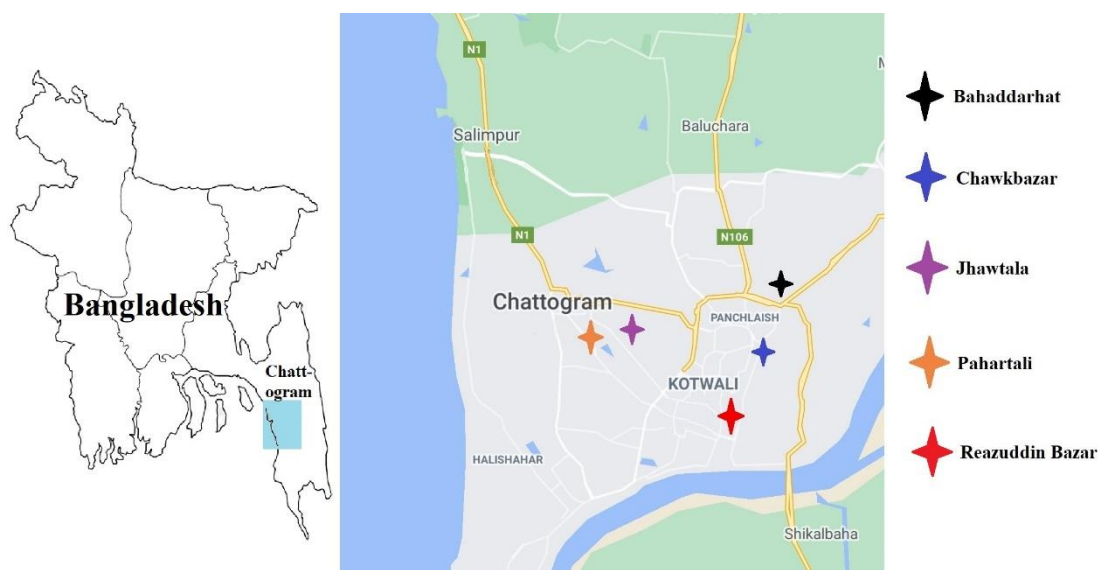 Bangladesh
Chatt-
ogram
N1
Salimpur
Baluchara
M
N1
N106
Chattogram
PANCHLAISH
KOTWALI
HALISHAHAR
Shikalbaha
Bahaddarhat
Chawkbazar
Jhawtala
Pahartali
Reazuddin Bazar